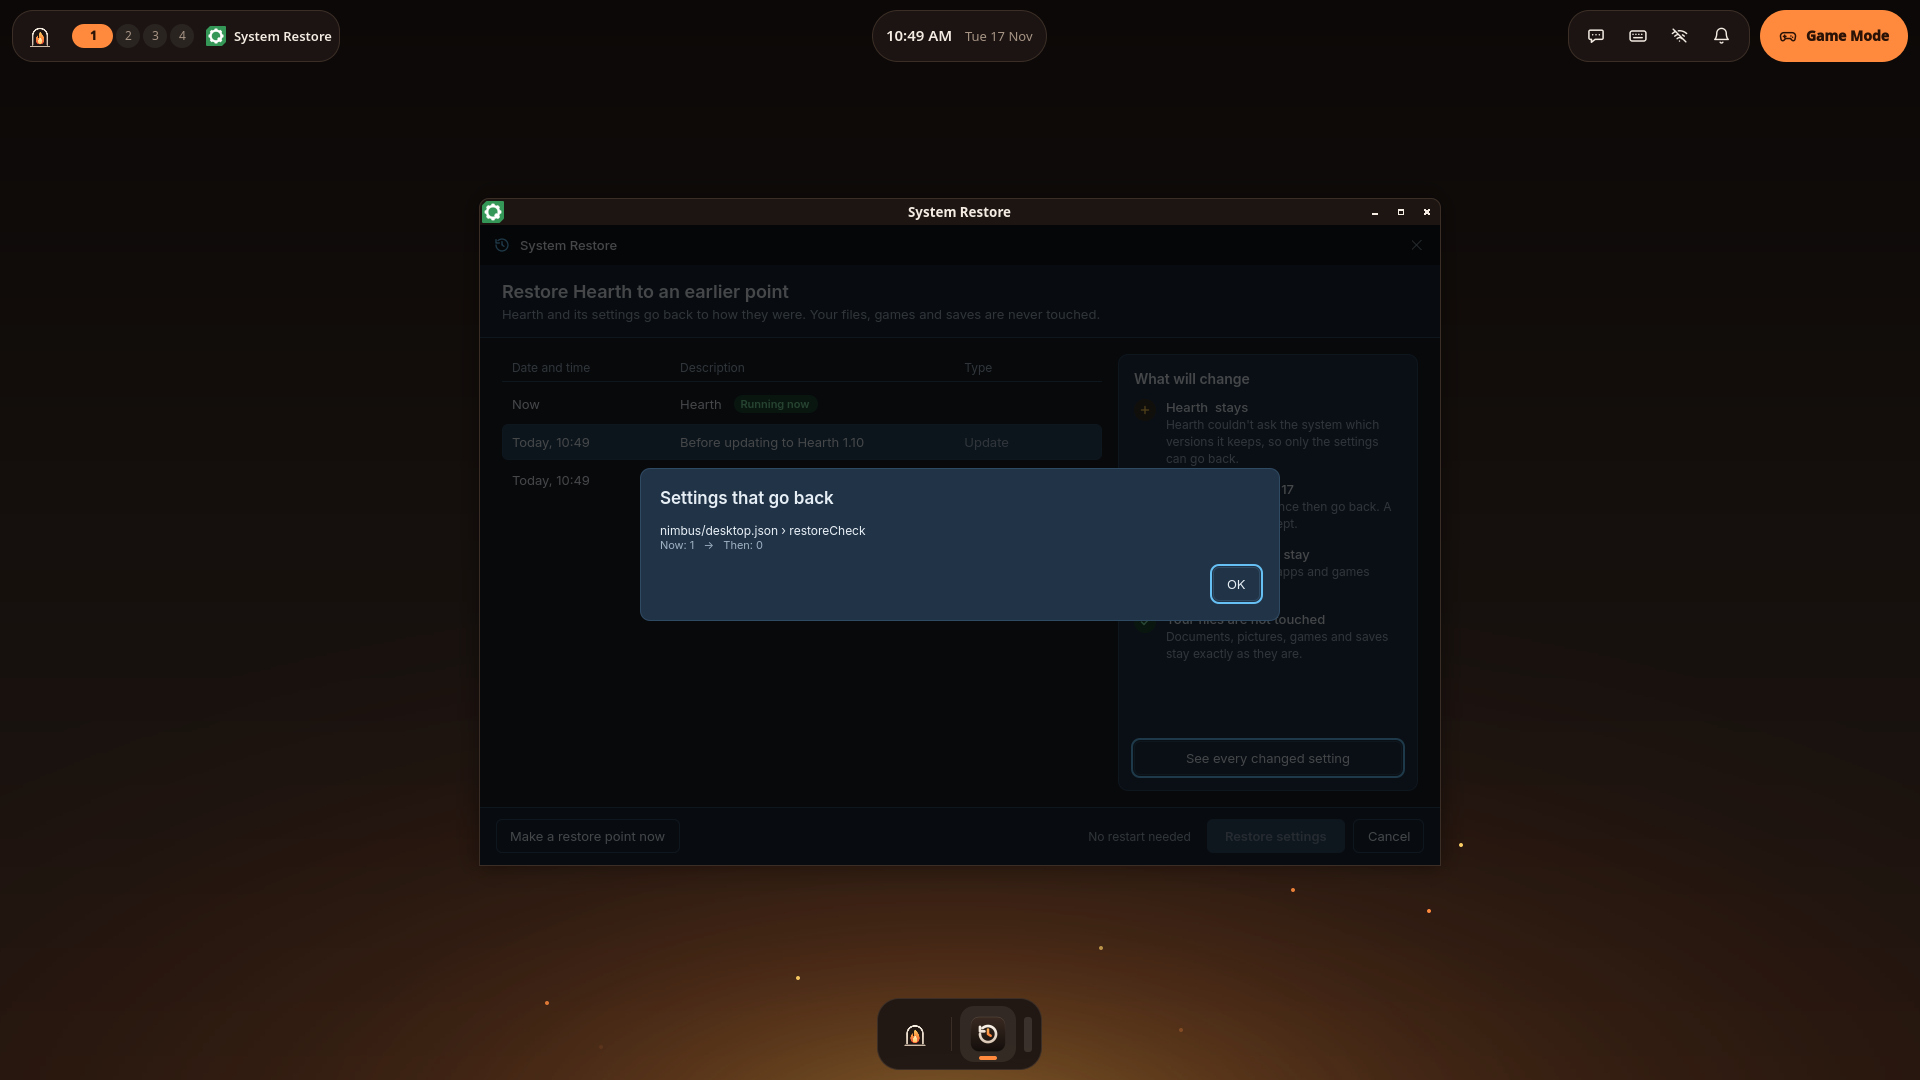 1 2 3 4 System Restore
10:49 AM Tue 17 Nov
Game Mode
System Restore
System Restore
Restore Hearth to an earlier point
Hearth and its settings go back to how they were. Your files, games and saves are never touched.
Date and time Description Type
Now Hearth Running now
Today, 10:49 Before updating to Hearth 1.10 Update
Today, 10:49
What will change
Hearth stays
Hearth couldn't ask the system which
versions it keeps, so only the settings
can go back.
17
then go back. A
stay
apps and games
Your files are not touched
Documents, pictures, games and saves
stay exactly as they are.
See every changed setting
Settings that go back
nimbus/desktop.json › restoreCheck
Now: 1 → Then: 0
OK
Make a restore point now
No restart needed
Restore settings
Cancel